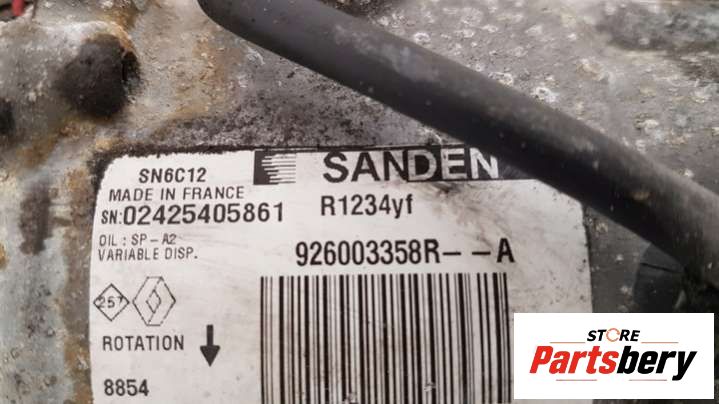 SANDEN
SN6C12
MADE IN FRANCE
SN:02425405861
R1234yf
OIL : SP-A2
VARIABLE DISP.
926003358R--A
257
ROTATION
8854
STORE
Partsbery